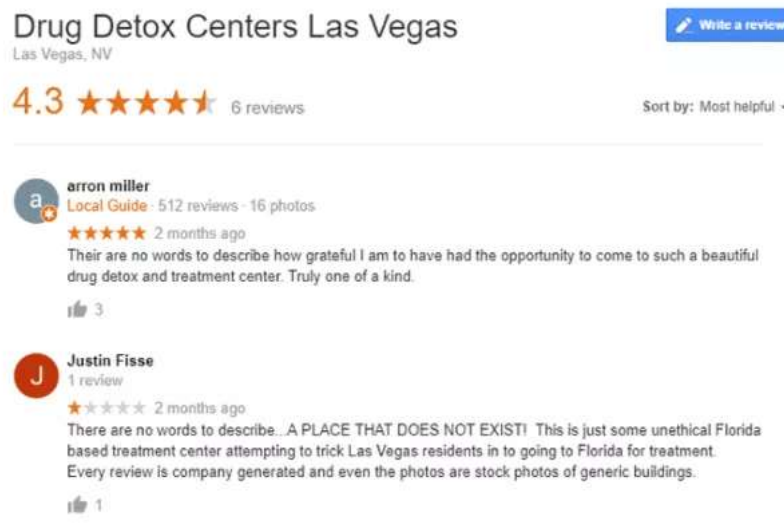 Drug Detox Centers Las Vegas
Write a review
Las Vegas, NV
4.3 6 reviews
Sort by: Most helpful
a
arron miller
Local Guide · 512 reviews · 16 photos
2 months ago
Their are no words to describe how grateful I am to have had the opportunity to come to such a beautiful
drug detox and treatment center. Truly one of a kind.
3
J
Justin Fisse
1 review
2 months ago
There are no words to describe...A PLACE THAT DOES NOT EXIST! This is just some unethical Florida
based treatment center attempting to trick Las Vegas residents in to going to Florida for treatment.
Every review is company generated and even the photos are stock photos of generic buildings.
1